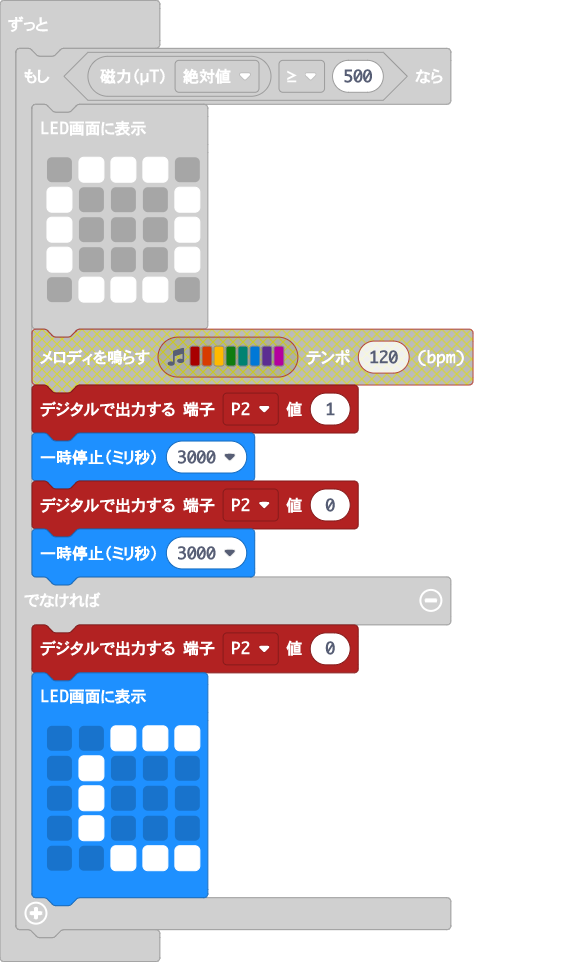 ずっと
もし 磁力(μT) 絶対値 ≥ 500 なら
LED画面に表示
メロディを鳴らす テンポ 120 (bpm)
デジタルで出力する 端子 P2 値 1
一時停止(ミリ秒) 3000
デジタルで出力する 端子 P2 値 0
一時停止(ミリ秒) 3000
でなければ
デジタルで出力する 端子 P2 値 0
LED画面に表示